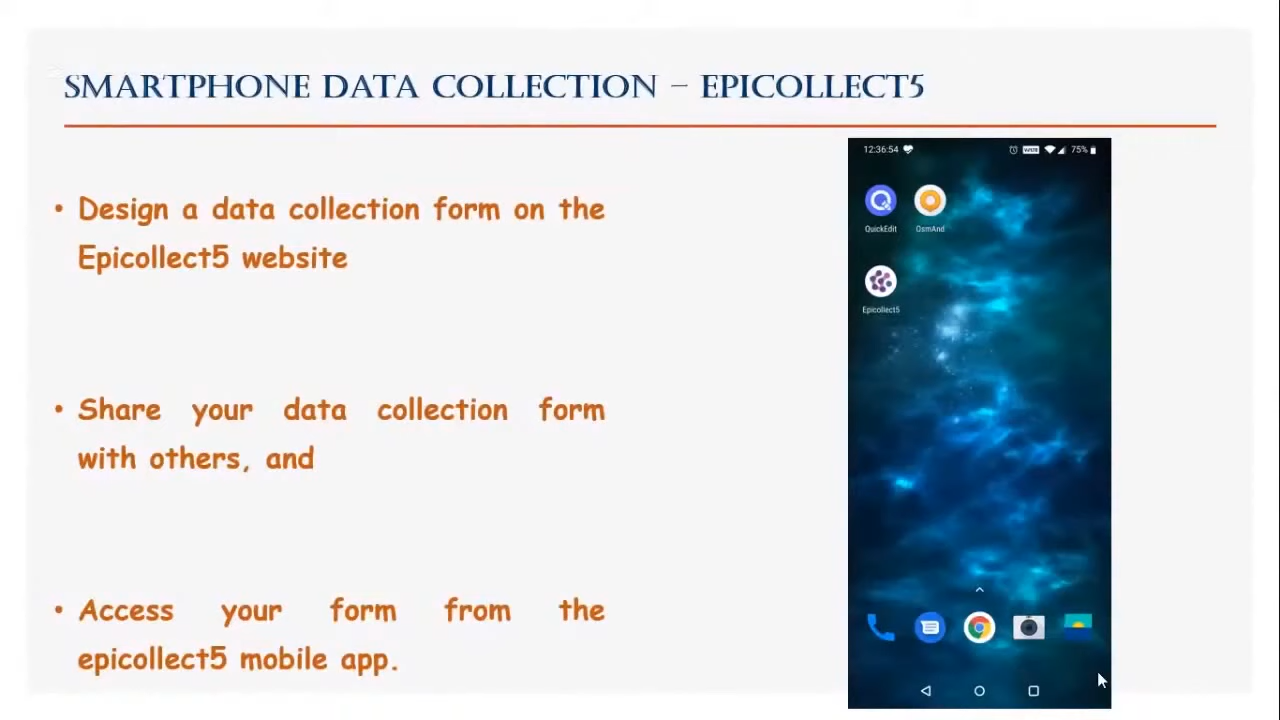 SMARTPHONE DATA COLLECTION – EPICOLLECT5
• Design a data collection form on the
Epicollect5 website
• Share your data collection form
with others, and
• Access your form from the
epicollect5 mobile app.
12:36:54
75%
QuickEdit
OsmAnd
Epicollect5